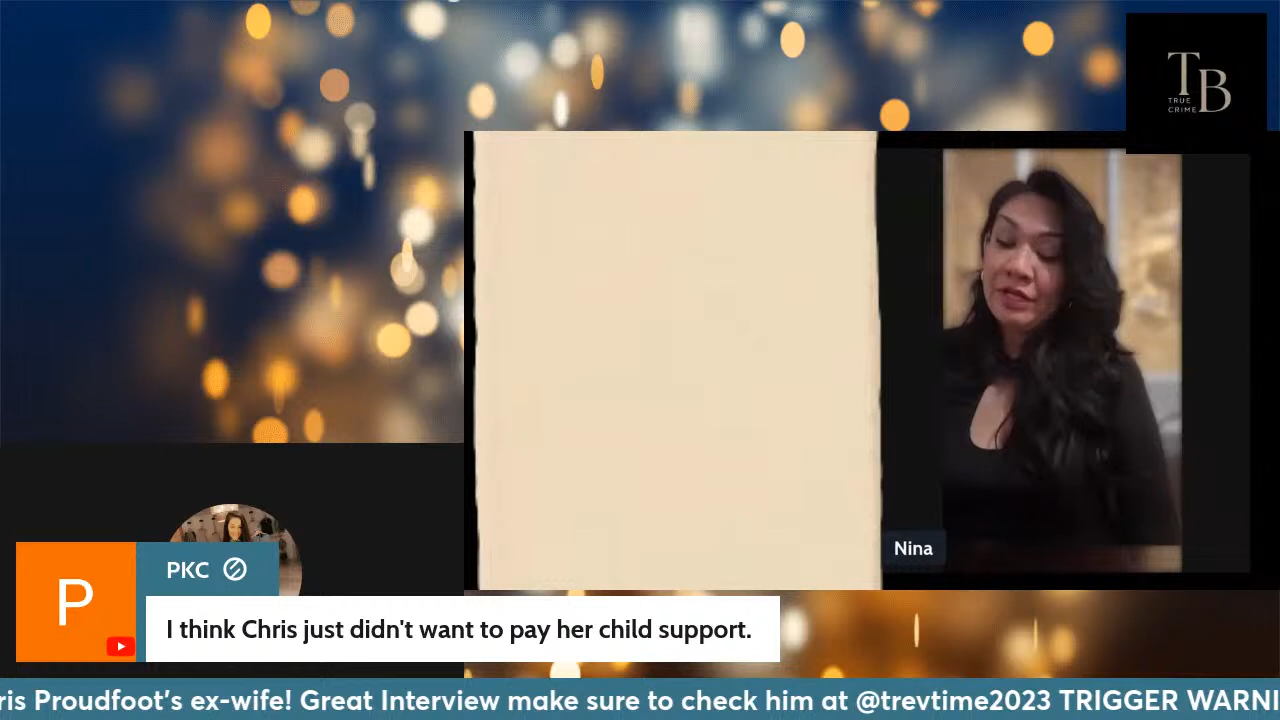 TB
TRUE
CRIME
Nina
P
PKC
I think Chris just didn't want to pay her child support.
ris Proudfoot's ex-wife! Great Interview make sure to check him at @trevtime2023 TRIGGER WARNI